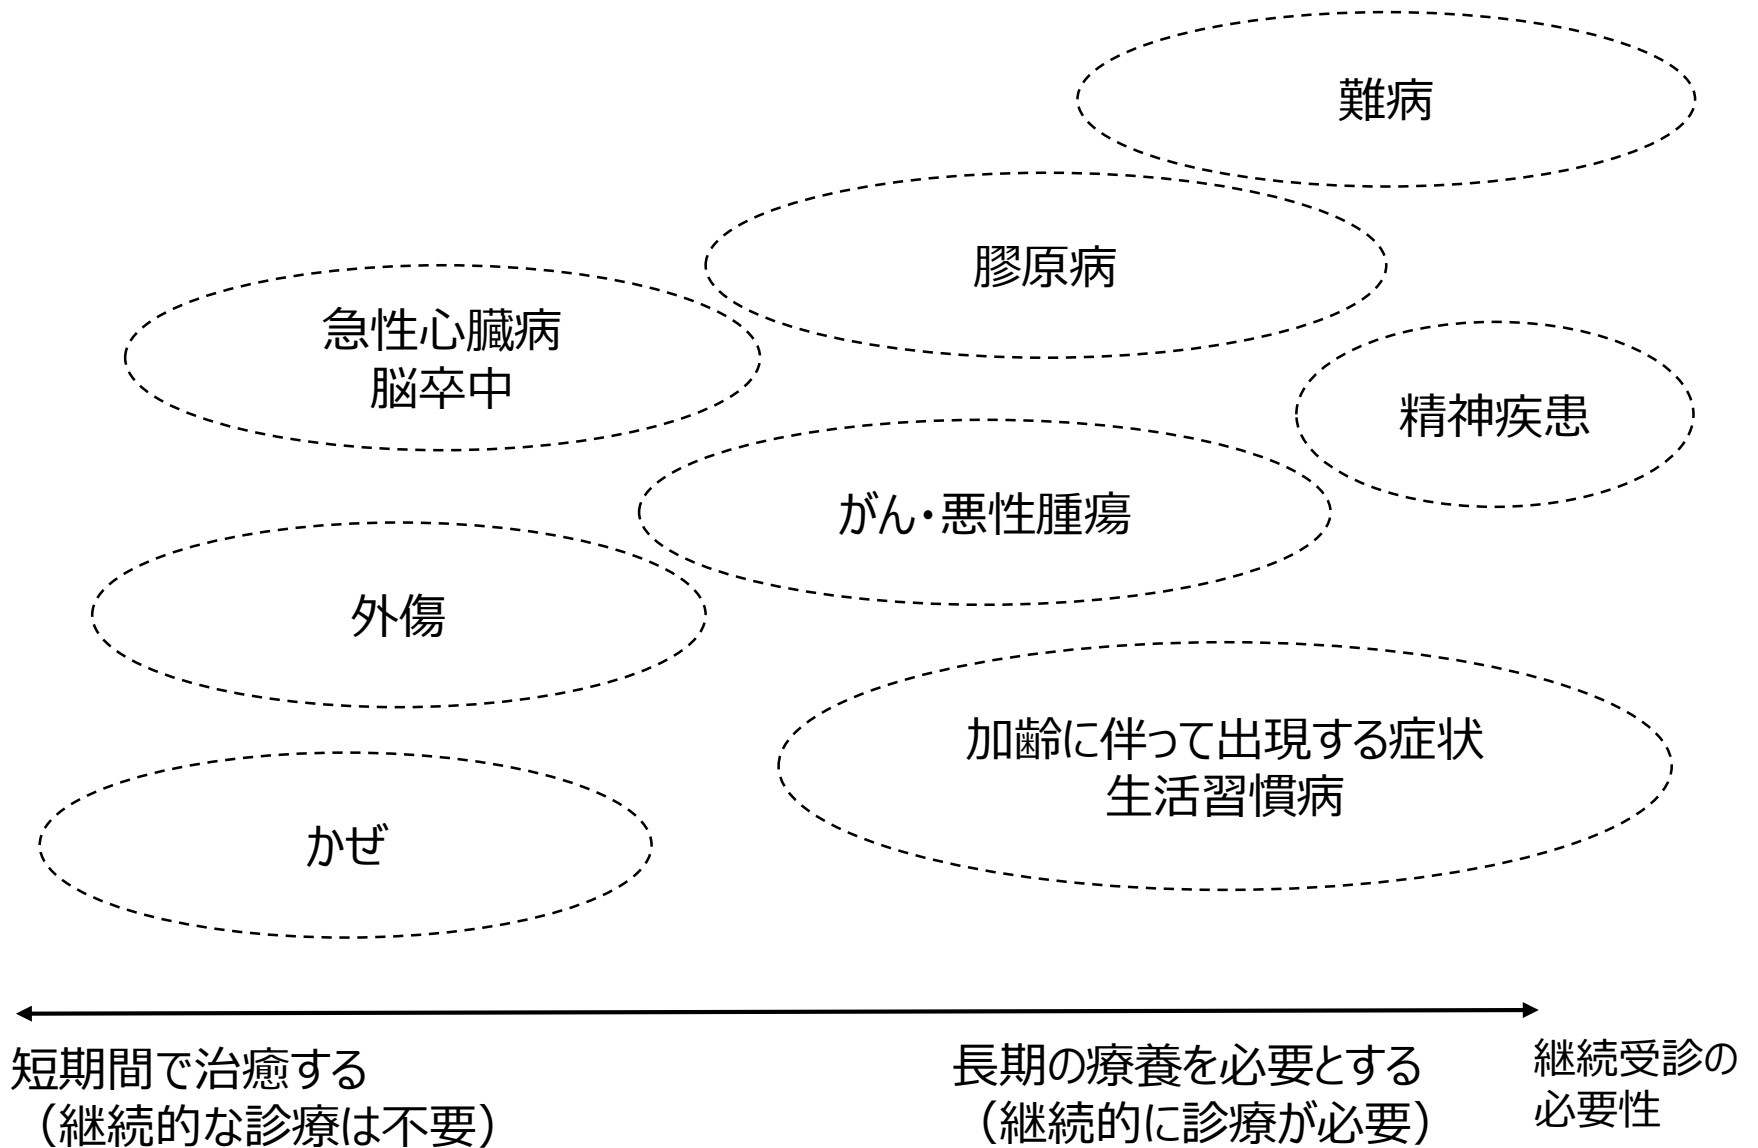 難病
膠原病
急性心臓病
脳卒中
精神疾患
がん・悪性腫瘍
外傷
加齢に伴って出現する症状
生活習慣病
かぜ
短期間で治癒する
（継続的な診療は不要）
長期の療養を必要とする
（継続的に診療が必要）
継続受診の
必要性